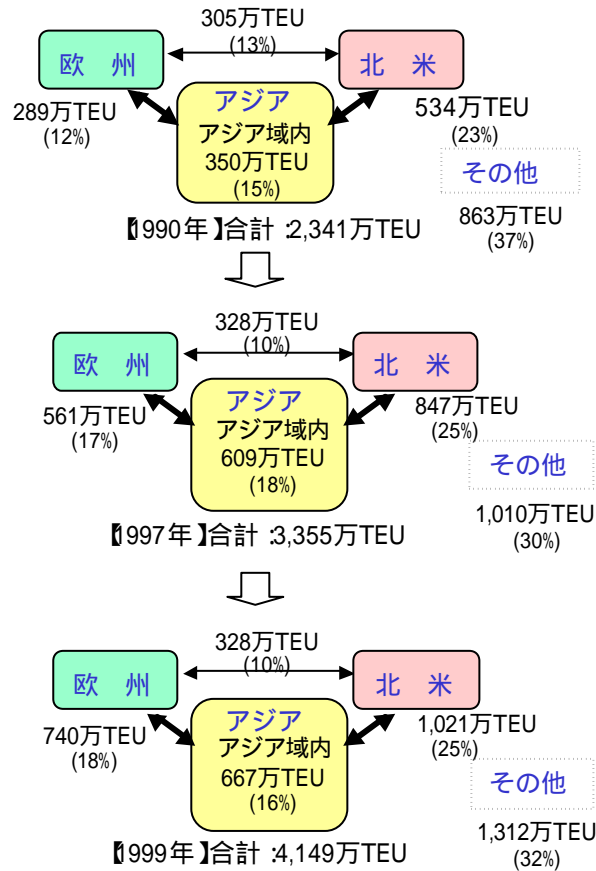 305万TEU
(13%)
欧 州
北 米
アジア
アジア域内
350万TEU
(15%)
289万TEU
(12%)
534万TEU
(23%)
その他
863万TEU
(37%)
【1990年】合計:2,341万TEU
328万TEU
(10%)
欧 州
北 米
アジア
アジア域内
609万TEU
(18%)
561万TEU
(17%)
847万TEU
(25%)
その他
1,010万TEU
(30%)
【1997年】合計:3,355万TEU
328万TEU
(10%)
欧 州
北 米
アジア
アジア域内
667万TEU
(16%)
740万TEU
(18%)
1,021万TEU
(25%)
その他
1,312万TEU
(32%)
【1999年】合計:4,149万TEU